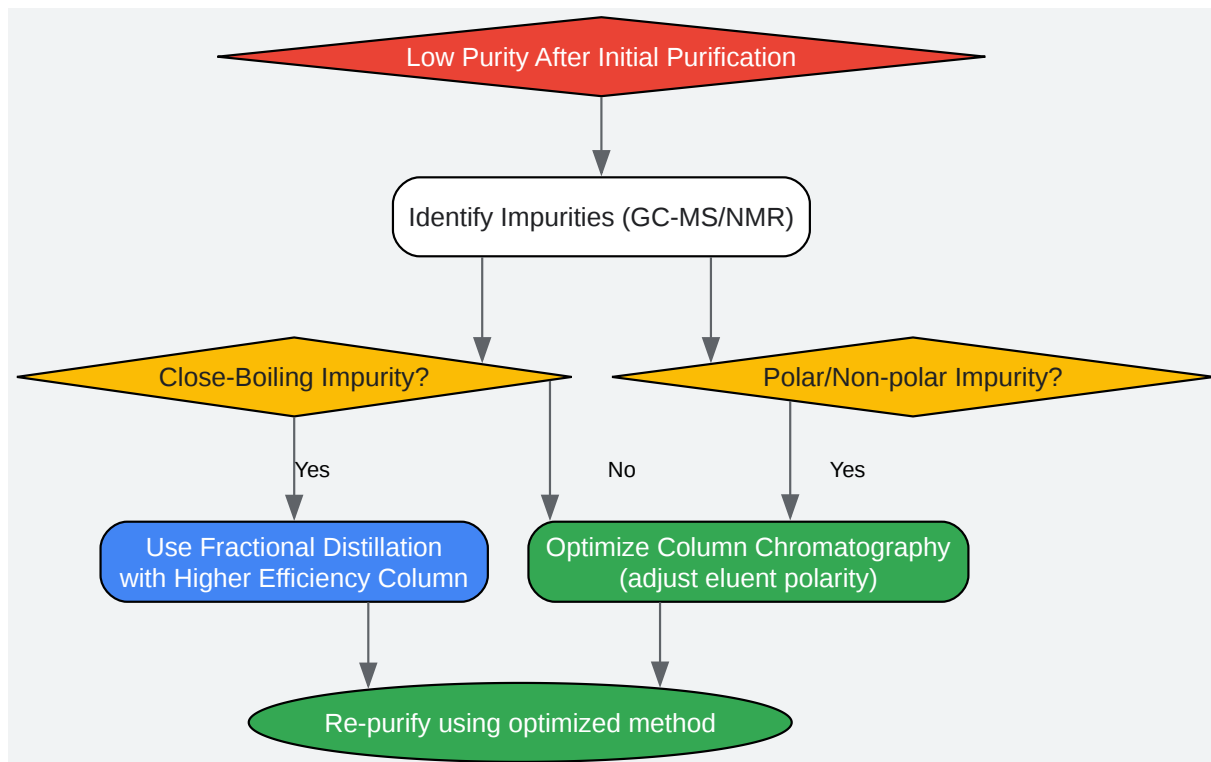 Low Purity After Initial Purification
Identify Impurities (GC-MS/NMR)
Close-Boiling Impurity?
Polar/Non-polar Impurity?
Yes
No
Yes
Use Fractional Distillation
with Higher Efficiency Column
Optimize Column Chromatography
(adjust eluent polarity)
Re-purify using optimized method